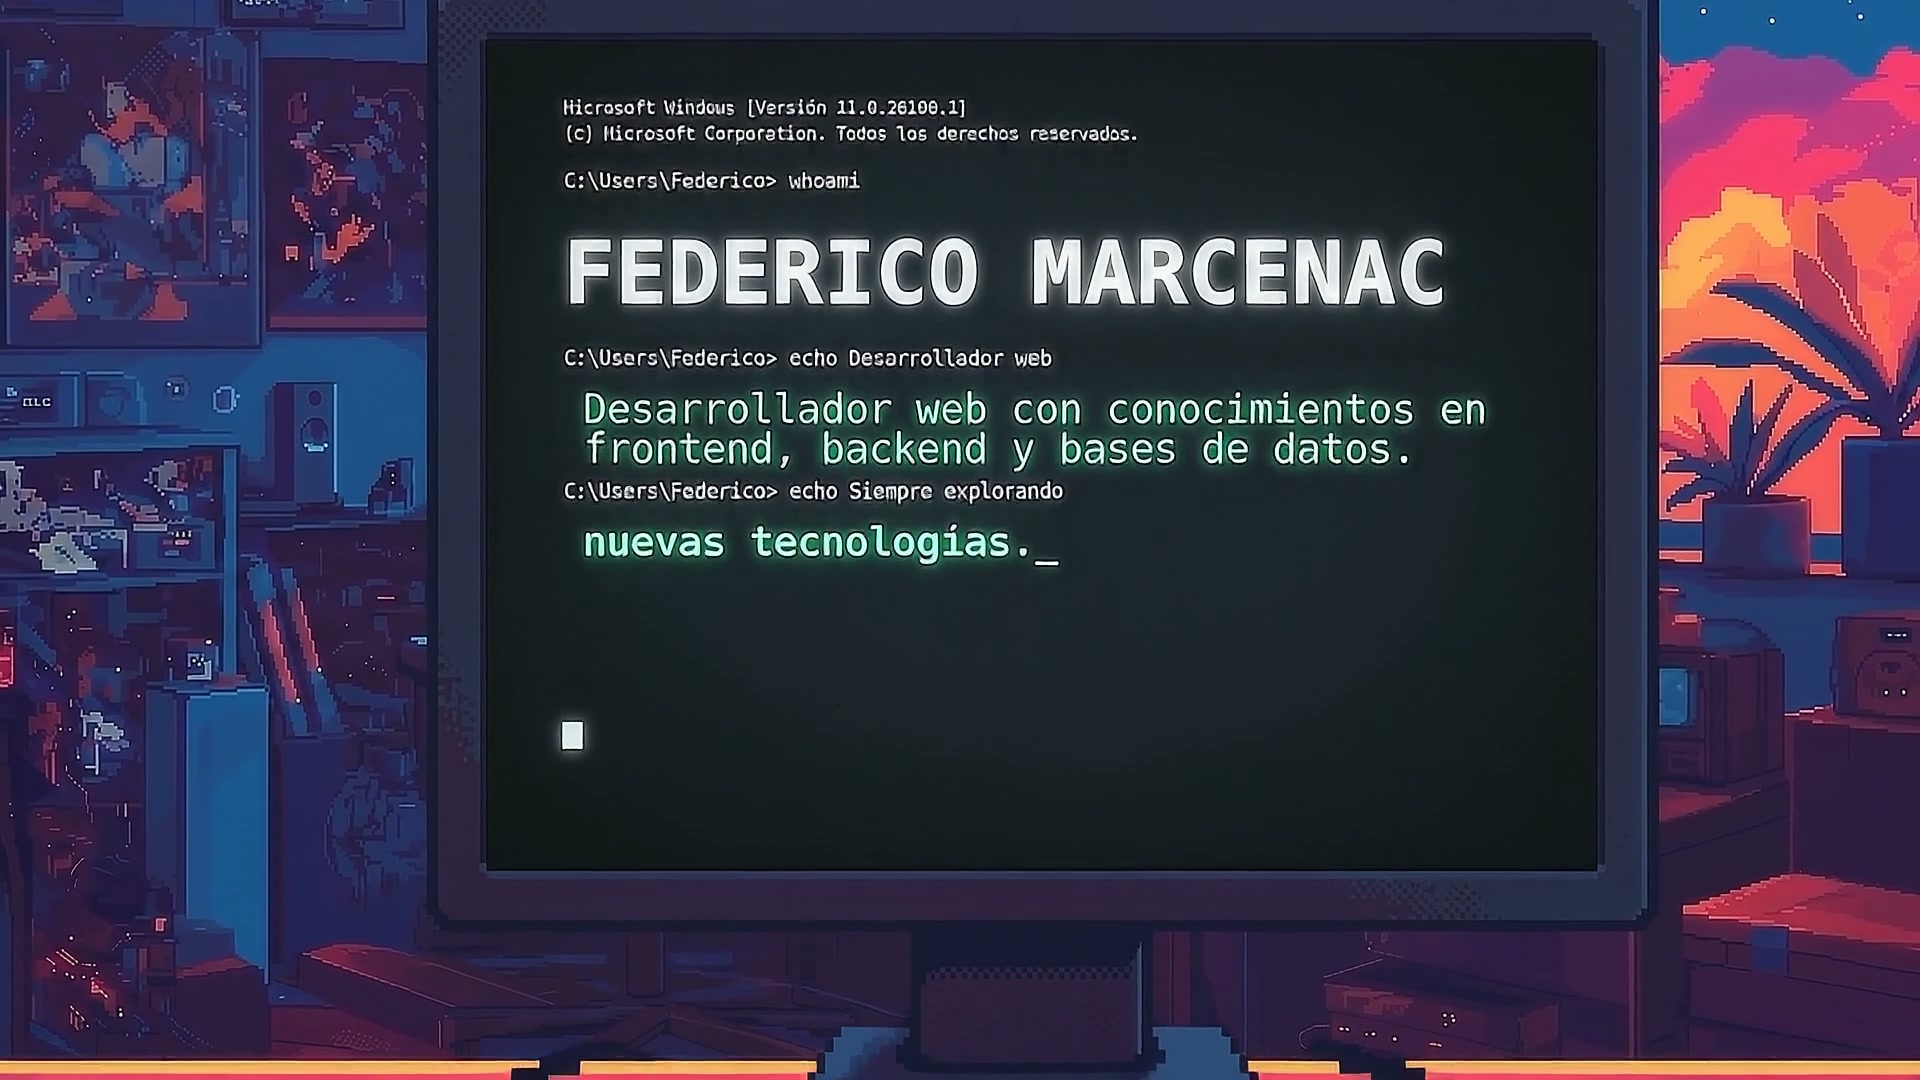 Microsoft Windows [Versión 11.0.26100.1]
(c) Microsoft Corporation. Todos los derechos reservados.
C:\Users\Federico> whoami
FEDERICO MARCENAC
C:\Users\Federico> echo Desarrollador web
Desarrollador web con conocimientos en
frontend, backend y bases de datos.
C:\Users\Federico> echo Siempre explorando
nuevas tecnologías._